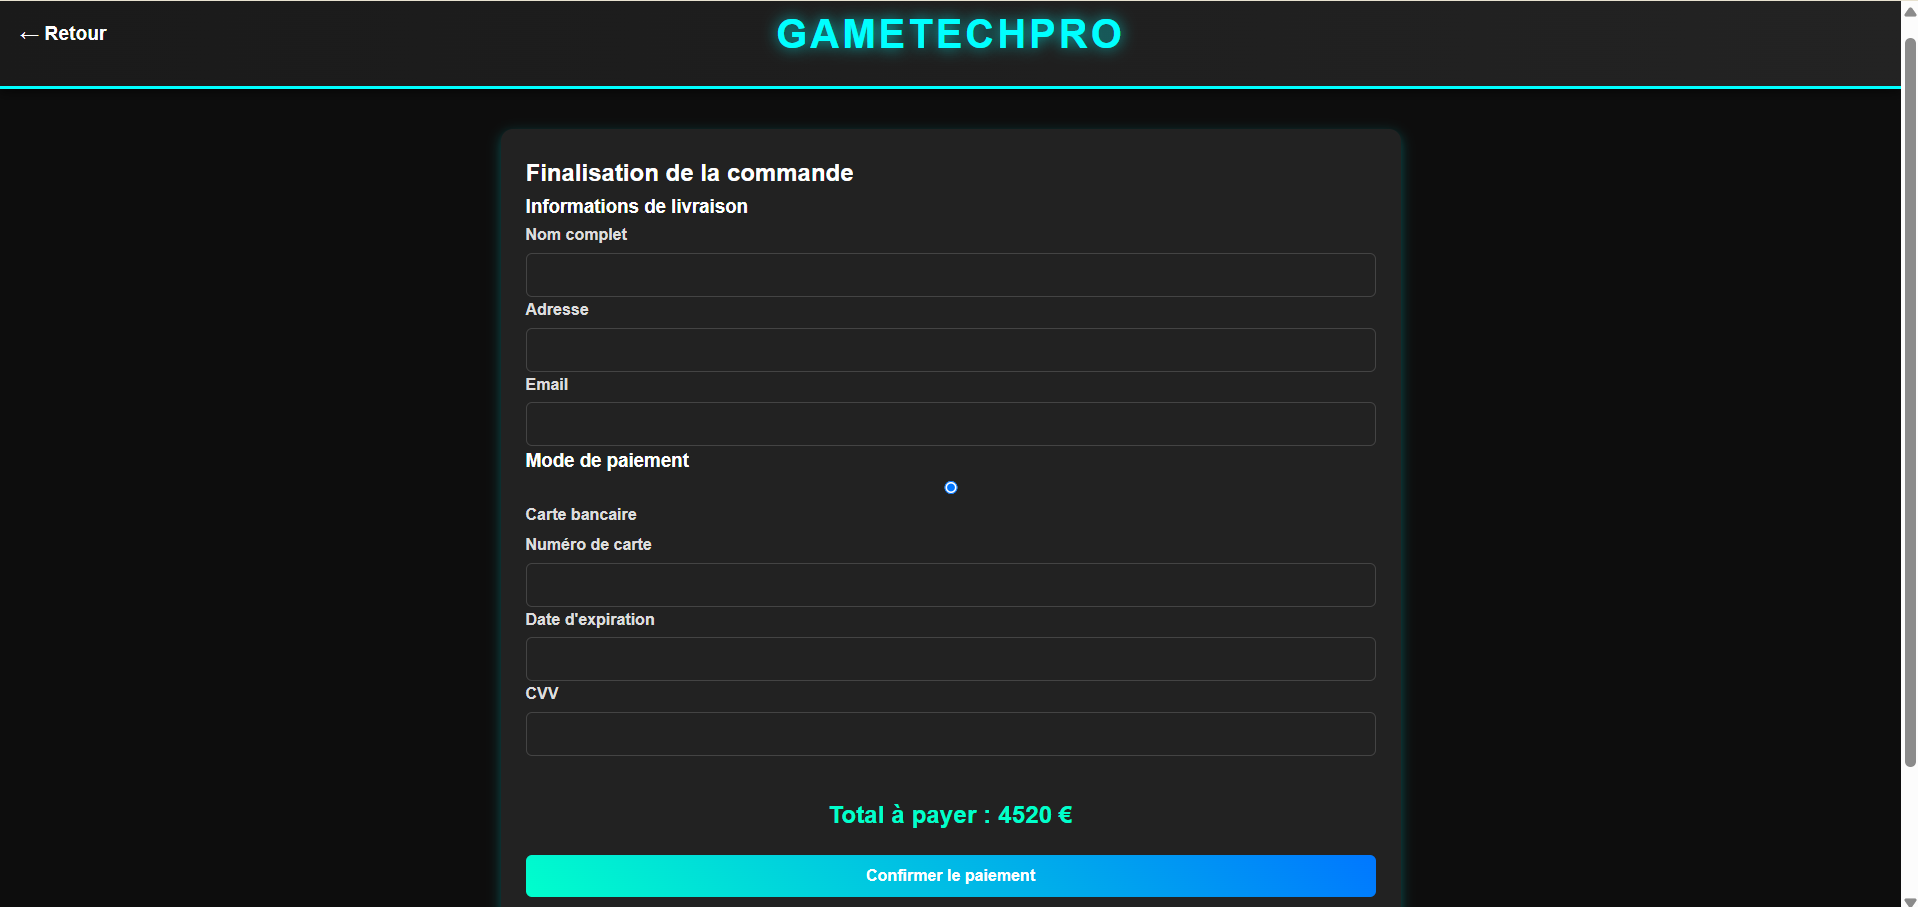 ← Retour
GAMETECHPRO
Finalisation de la commande
Informations de livraison
Nom complet
Adresse
Email
Mode de paiement
Carte bancaire
Numéro de carte
Date d'expiration
CVV
Total à payer : 4520 €
Confirmer le paiement